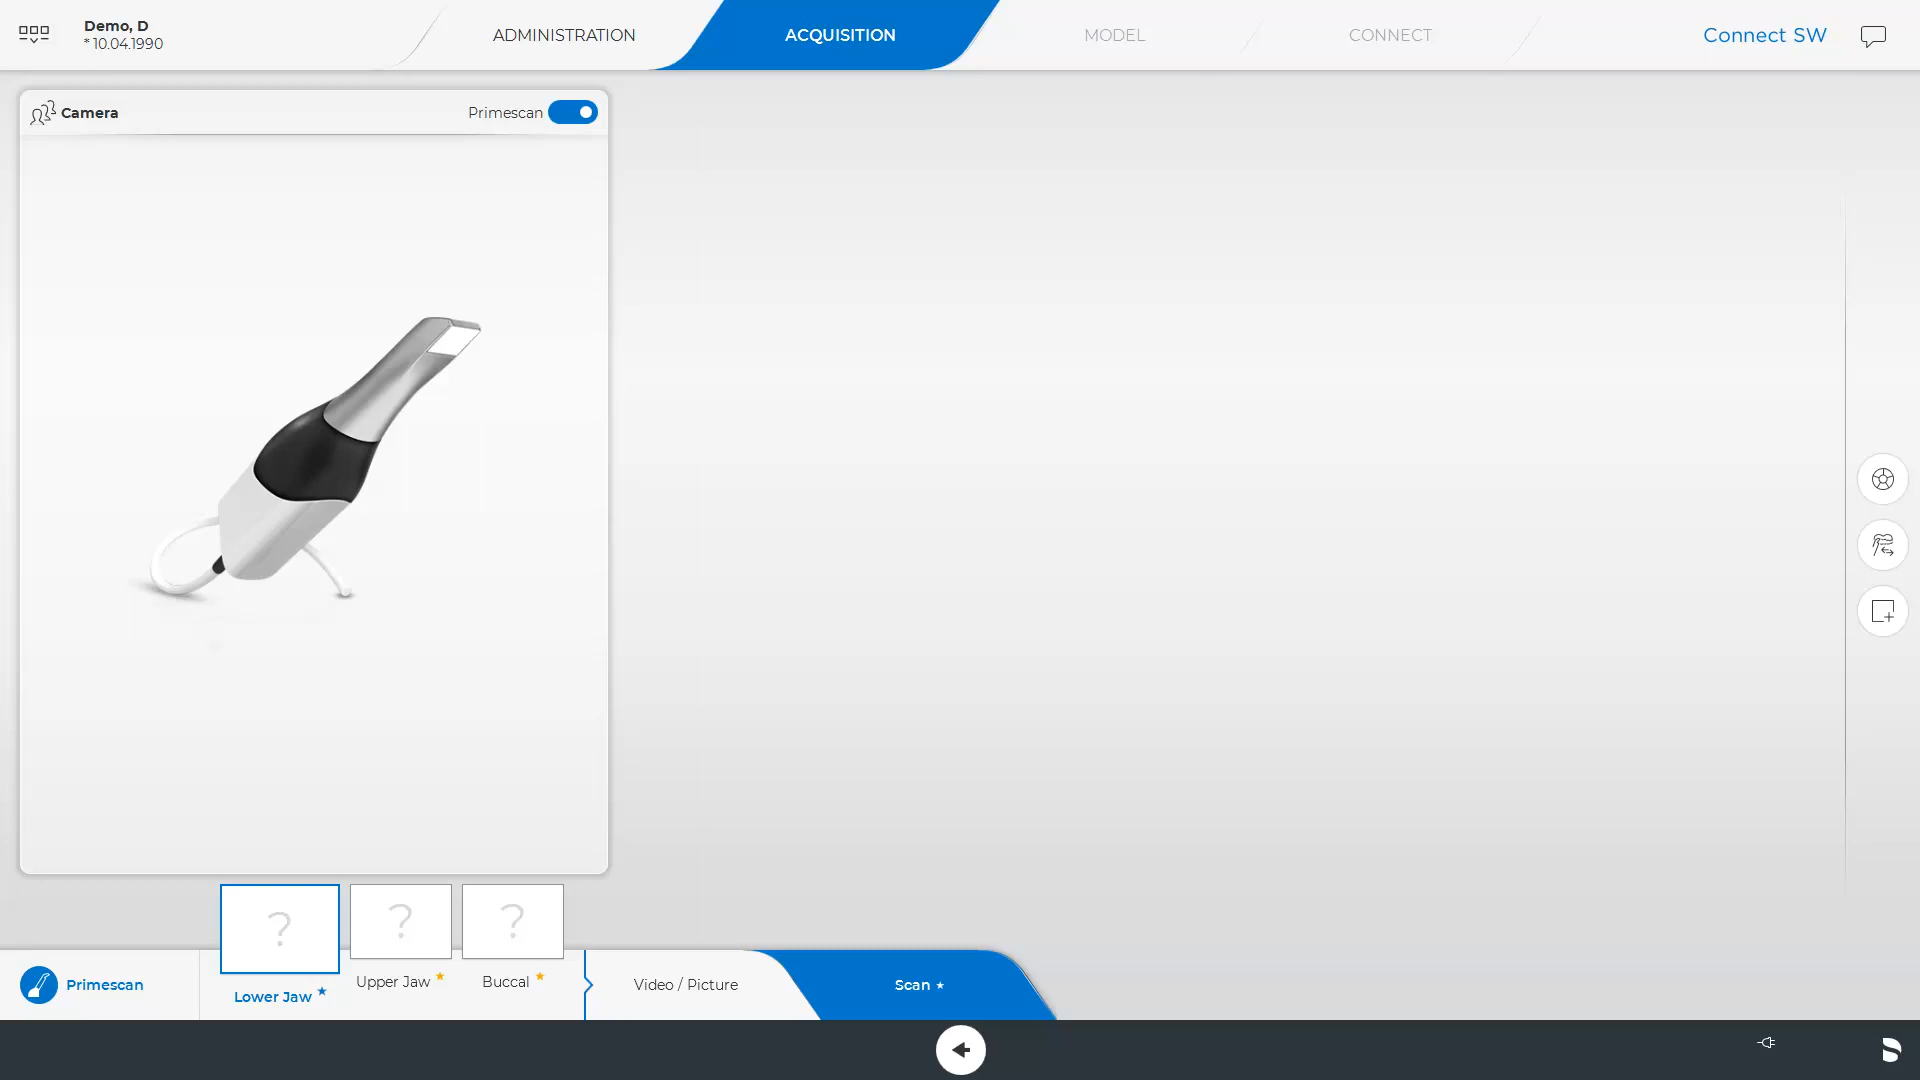 Demo, D
* 10.04.1990
ADMINISTRATION
ACQUISITION
MODEL
CONNECT
Connect SW
Camera
Primescan
?
?
?
Primescan
Lower Jaw
Upper Jaw
Buccal
Video / Picture
Scan